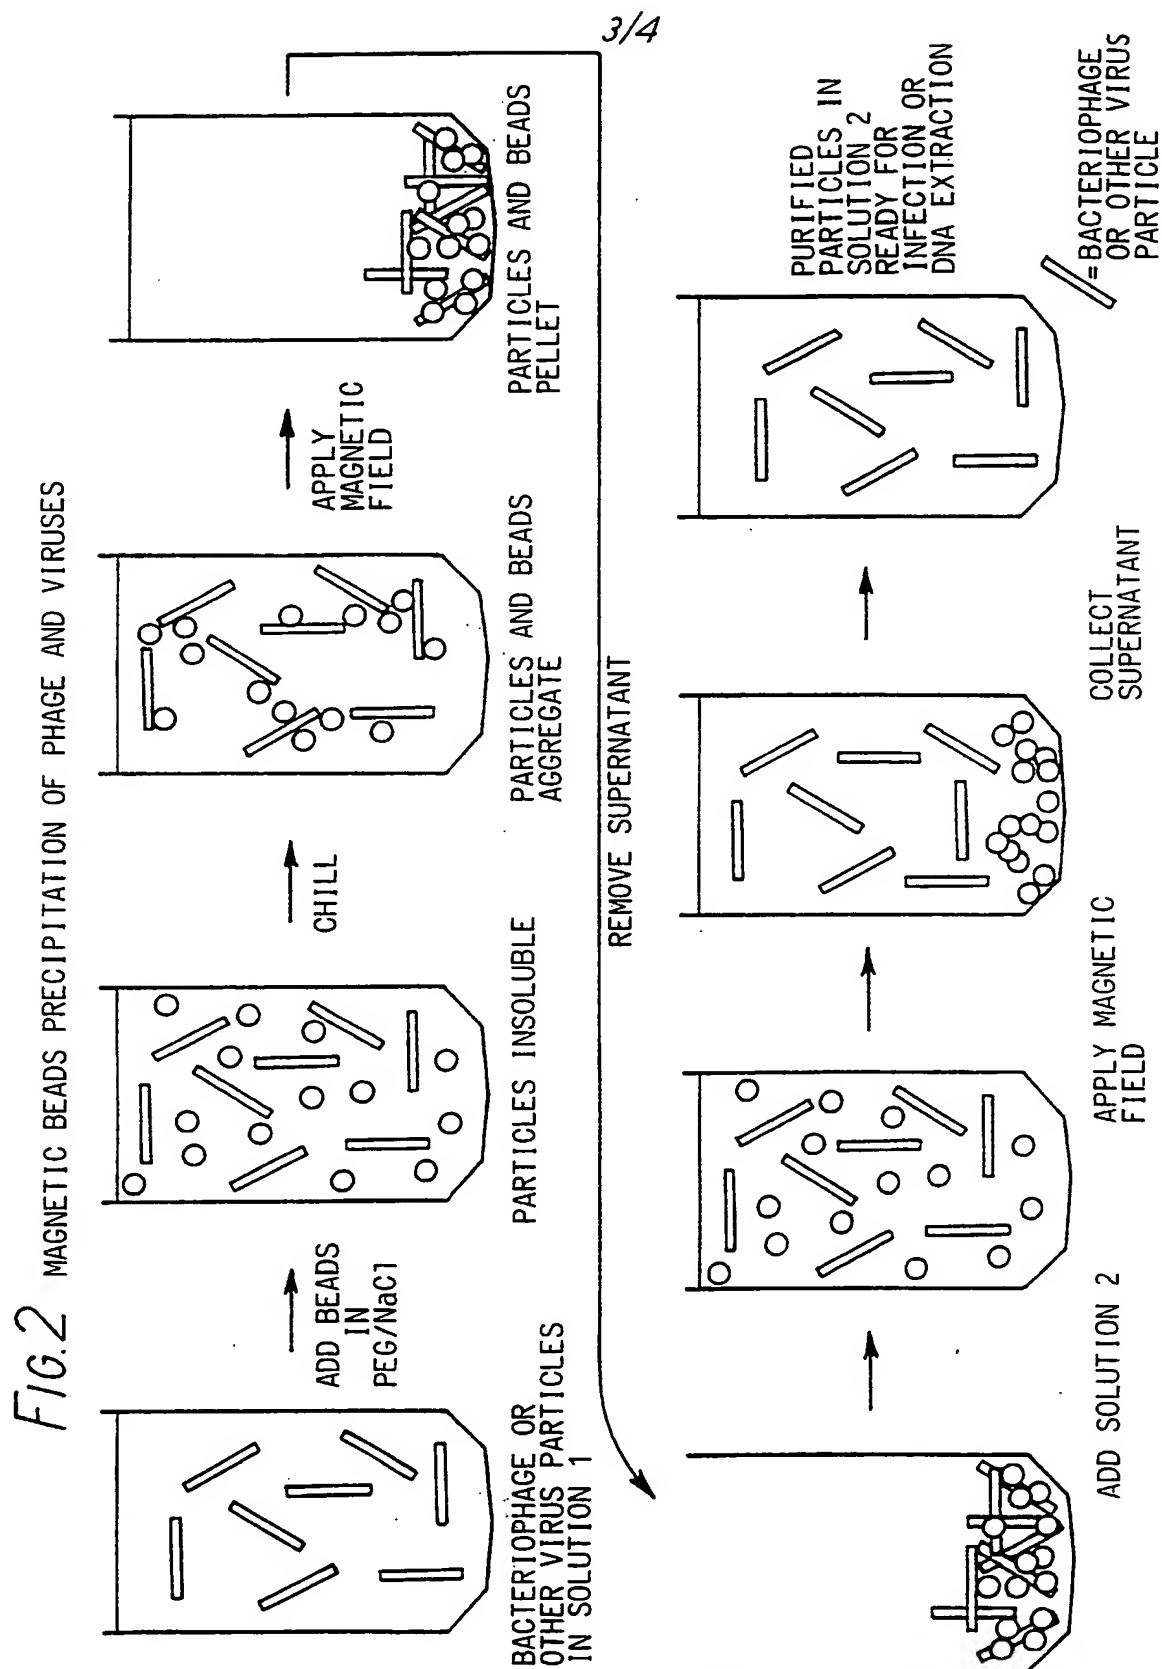 3/4
FIG.2 MAGNETIC BEADS PRECIPITATION OF PHAGE AND VIRUSES
BACTERIOPHAGE OR
OTHER VIRUS PARTICLES
IN SOLUTION 1
ADD BEADS
IN
PEG/NaCl
PARTICLES INSOLUBLE
CHILL
PARTICLES AND BEADS
AGGREGATE
APPLY
MAGNETIC
FIELD
PARTICLES AND BEADS
PELLET
REMOVE SUPERNATANT
ADD SOLUTION 2
APPLY MAGNETIC
FIELD
COLLECT
SUPERNATANT
PURIFIED
PARTICLES IN
SOLUTION 2
READY FOR
INFECTION OR
DNA EXTRACTION
=BACTERIOPHAGE
OR OTHER VIRUS
PARTICLE